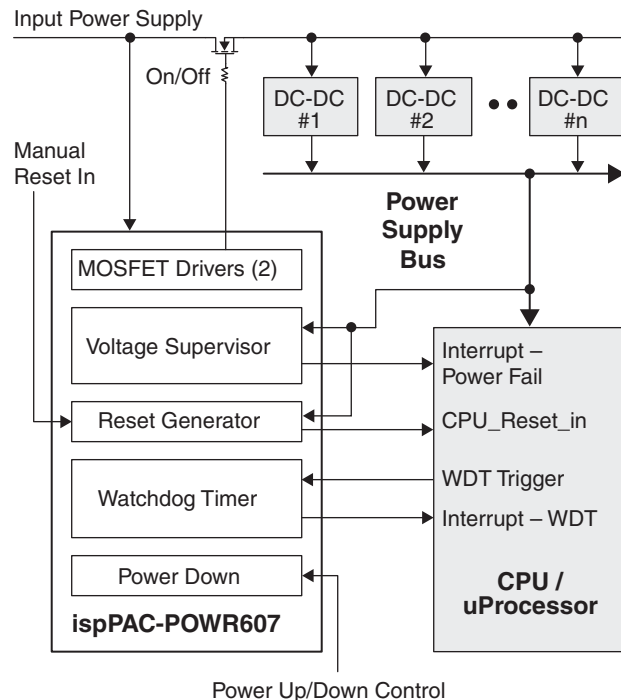 Input Power Supply
On/Off
DC-DC
#1
DC-DC
#2
DC-DC
#n
Manual
Reset In
Power
Supply
Bus
MOSFET Drivers (2)
Voltage Supervisor
Interrupt –
Power Fail
Reset Generator
CPU_Reset_in
Watchdog Timer
WDT Trigger
Interrupt – WDT
Power Down
ispPAC-POWR607
CPU /
uProcessor
Power Up/Down Control